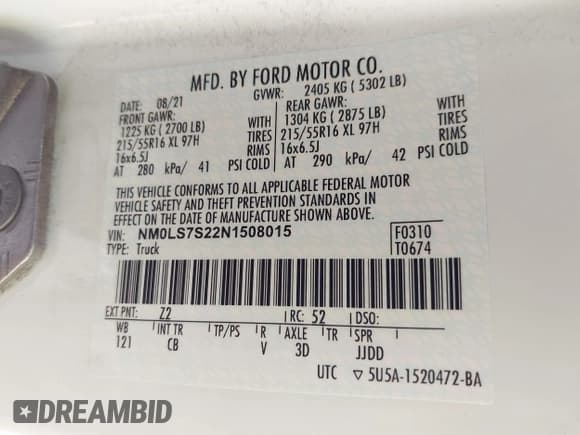 MFD. BY FORD MOTOR CO.
DATE: 08/21 GVWR: 2405 KG ( 5302 LB)
FRONT GAWR: REAR GAWR:
1225 KG ( 2700 LB) WITH 1304 KG ( 2875 LB) WITH
215/55R16 XL 97H TIRES 215/55R16 XL 97H TIRES
16x6.5J RIMS 16x6.5J RIMS
AT 280 kPa/ 41 PSI COLD AT 290 kPa/ 42 PSI COLD
THIS VEHICLE CONFORMS TO ALL APPLICABLE FEDERAL MOTOR
VEHICLE SAFETY AND THEFT PREVENTION STANDARDS IN
EFFECT ON THE DATE OF MANUFACTURE SHOWN ABOVE.
VIN: NM0LS7S22N1508015 F0310
TYPE: Truck T0674
EXT PNT: Z2 RC: 52 DSO:
WB INT TR TP/PS R AXLE TR SPR
121 CB V 3D JJDD
UTC ▽ 5U5A-1520472-BA
DREAMBID